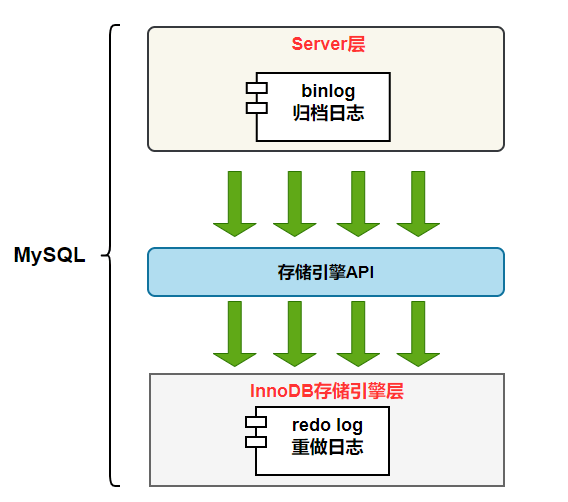 Server层
binlog
归档日志
MySQL
存储引擎API
InnoDB存储引擎层
redo log
重做日志